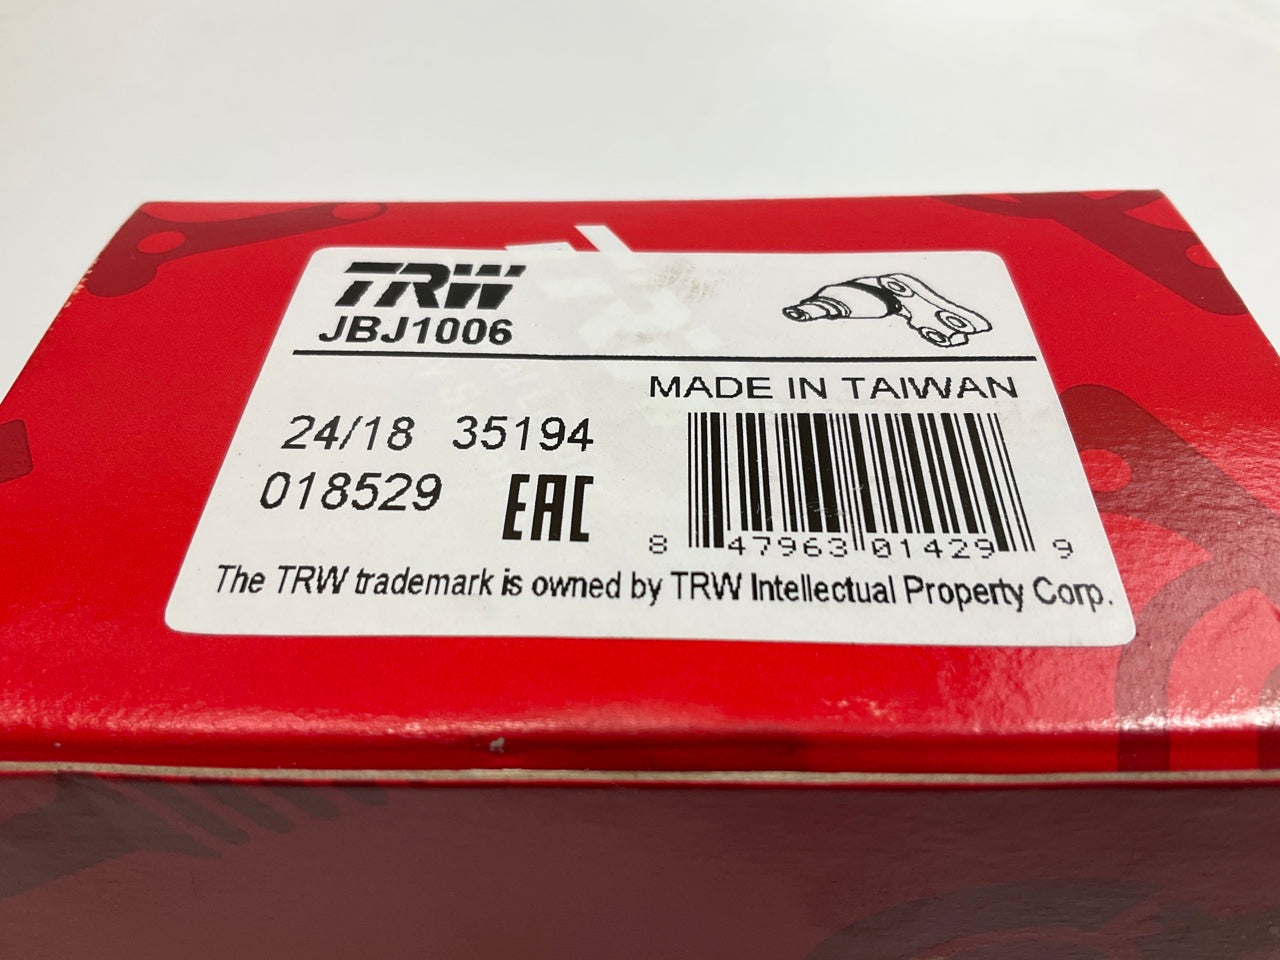 TRW
JBJ1006
MADE IN TAIWAN
24/18 35194
018529 EAC
8 47963 01429 9
The TRW trademark is owned by TRW Intellectual Property Corp.